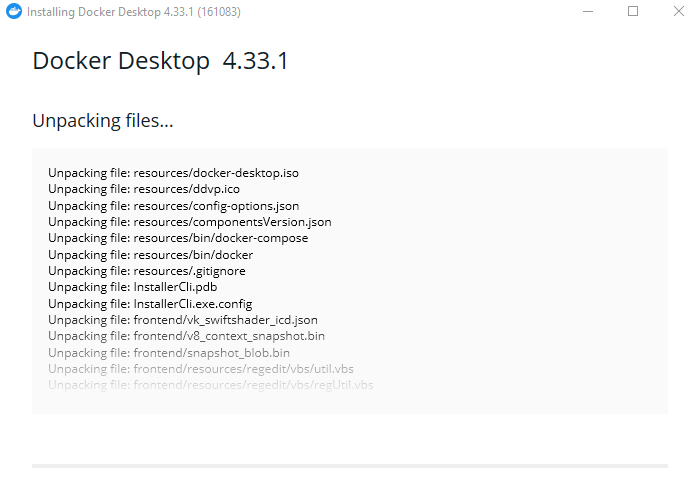 Installing Docker Desktop 4.33.1 (161083)
Docker Desktop 4.33.1
Unpacking files...
Unpacking file: resources/docker-desktop.iso
Unpacking file: resources/ddvp.ico
Unpacking file: resources/config-options.json
Unpacking file: resources/componentsVersion.json
Unpacking file: resources/bin/docker-compose
Unpacking file: resources/bin/docker
Unpacking file: resources/.gitignore
Unpacking file: InstallerCli.pdb
Unpacking file: InstallerCli.exe.config
Unpacking file: frontend/vk_swiftshader_icd.json
Unpacking file: frontend/v8_context_snapshot.bin
Unpacking file: frontend/snapshot_blob.bin
Unpacking file: frontend/resources/regedit/vbs/util.vbs
Unpacking file: frontend/resources/regedit/vbs/regUtil.vbs